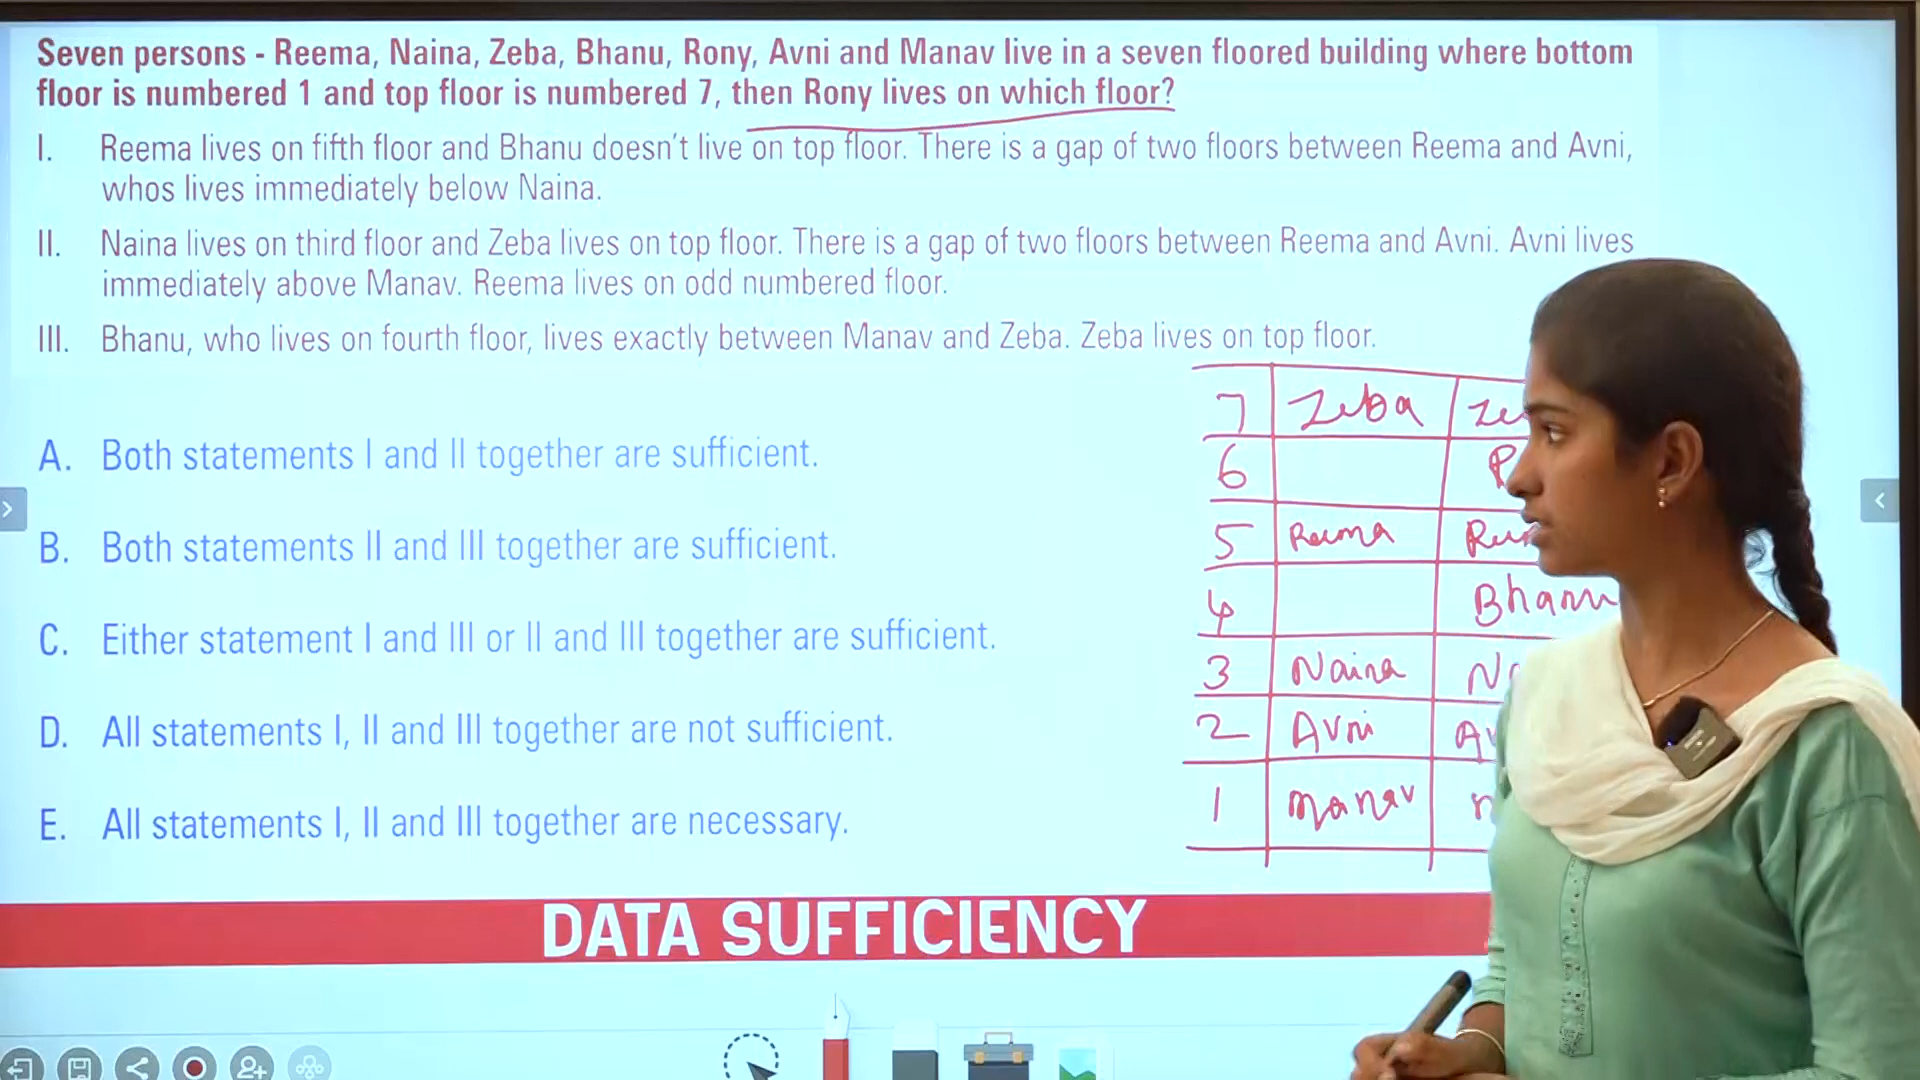 Seven persons - Reema, Naina, Zeba, Bhanu, Rony, Avni and Manav live in a seven floored building where bottom
floor is numbered 1 and top floor is numbered 7, then Rony lives on which floor?
I. Reema lives on fifth floor and Bhanu doesn't live on top floor. There is a gap of two floors between Reema and Avni,
whos lives immediately below Naina.
II. Naina lives on third floor and Zeba lives on top floor. There is a gap of two floors between Reema and Avni. Avni lives
immediately above Manav. Reema lives on odd numbered floor.
III. Bhanu, who lives on fourth floor, lives exactly between Manav and Zeba. Zeba lives on top floor.
A. Both statements I and II together are sufficient.
B. Both statements II and III together are sufficient.
C. Either statement I and III or II and III together are sufficient.
D. All statements I, II and III together are not sufficient.
E. All statements I, II and III together are necessary.
7 Zeba Ze
6 R
5 Reema
4 Bhanu
3 Naina Na
2 Avni Av
1 Manav
DATA SUFFICIENCY